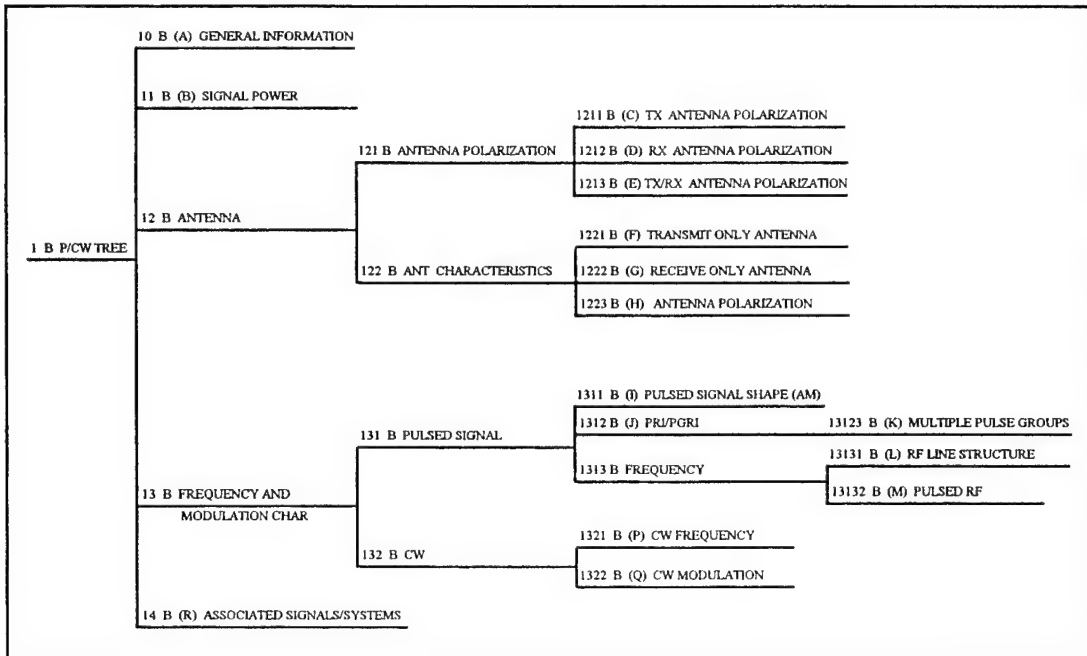 10 B (A) GENERAL INFORMATION
11 B (B) SIGNAL POWER
1211 B (C) TX ANTENNA POLARIZATION
121 B ANTENNA POLARIZATION
1212 B (D) RX ANTENNA POLARIZATION
1213 B (E) TX/RX ANTENNA POLARIZATION
12 B ANTENNA
1221 B (F) TRANSMIT ONLY ANTENNA
1 B P/CW TREE
122 B ANT CHARACTERISTICS
1222 B (G) RECEIVE ONLY ANTENNA
1223 B (H) ANTENNA POLARIZATION
1311 B (I) PULSED SIGNAL SHAPE (AM)
1312 B (J) PRI/PGRI
13123 B (K) MULTIPLE PULSE GROUPS
131 B PULSED SIGNAL
13131 B (L) RF LINE STRUCTURE
1313 B FREQUENCY
13132 B (M) PULSED RF
13 B FREQUENCY AND
MODULATION CHAR
1321 B (P) CW FREQUENCY
132 B CW
1322 B (Q) CW MODULATION
14 B (R) ASSOCIATED SIGNALS/SYSTEMS